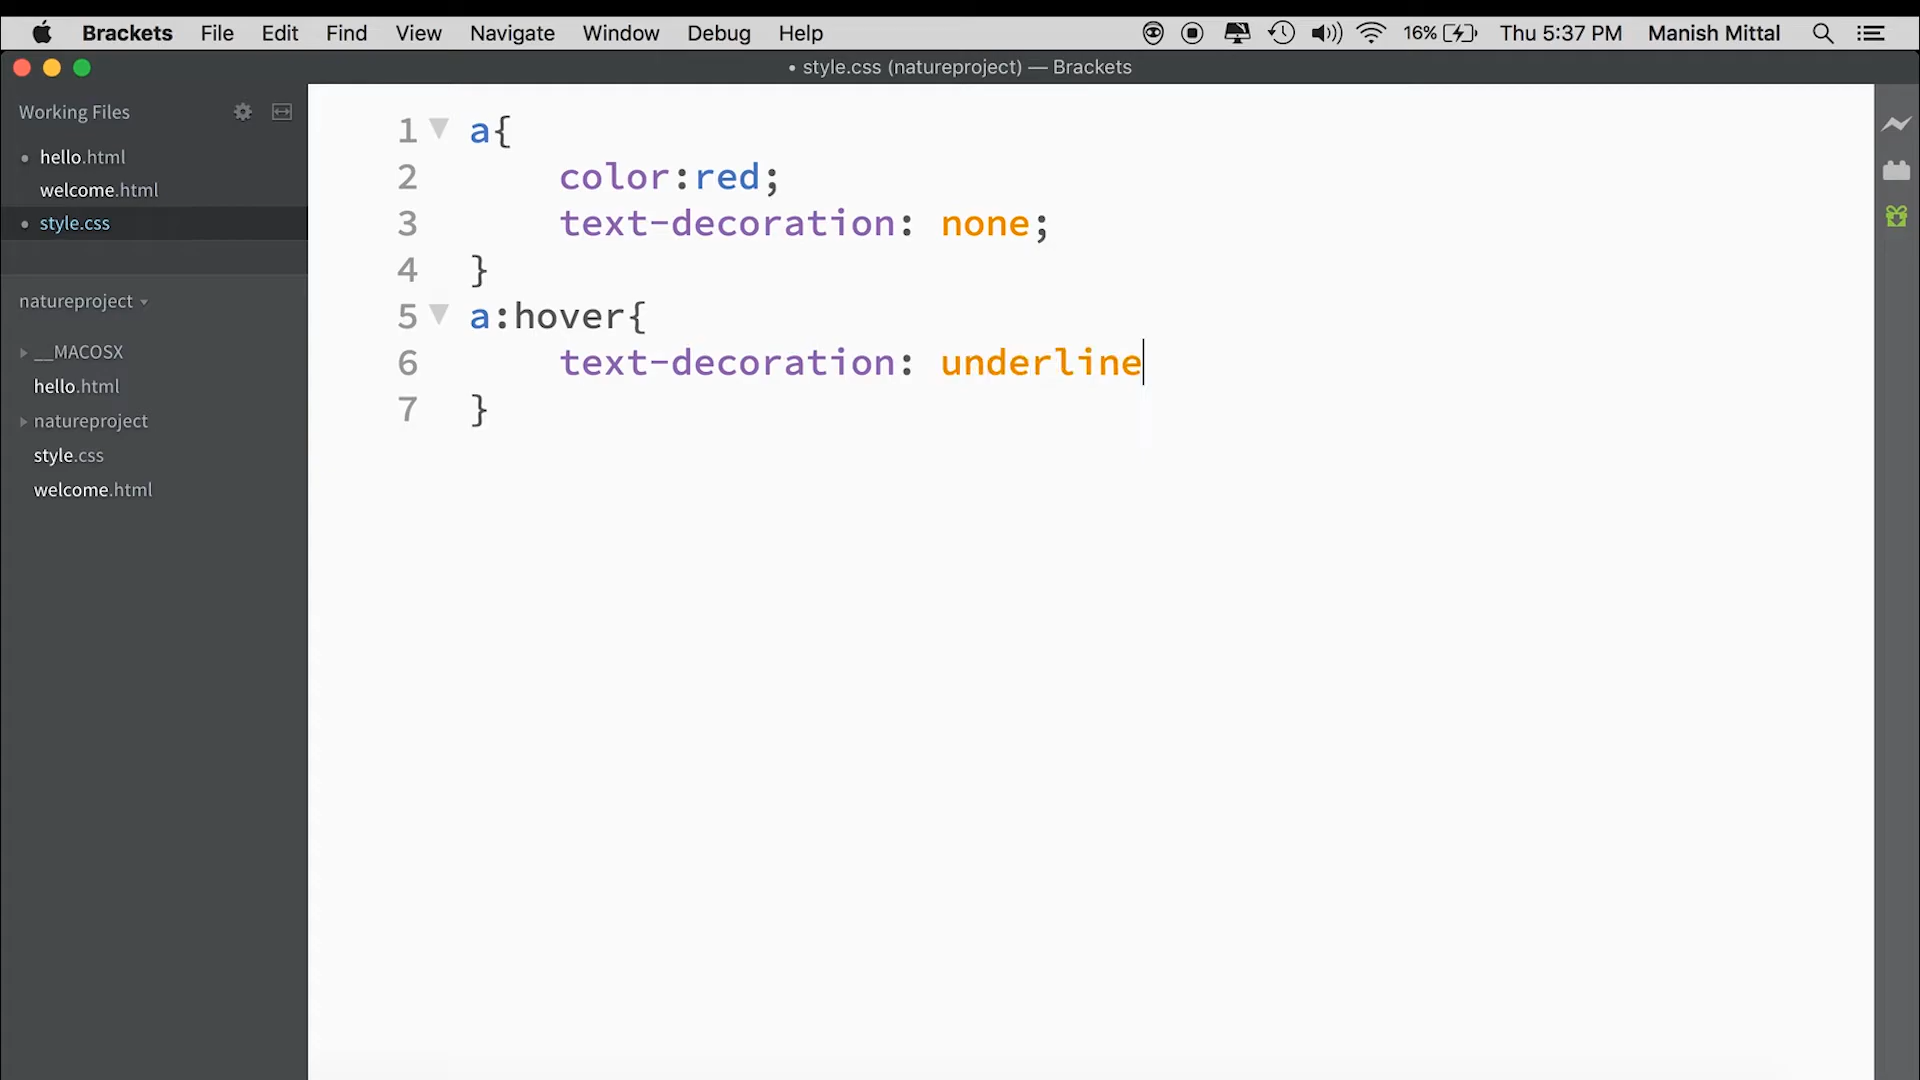 Brackets File Edit Find View Navigate Window Debug Help 16% Thu 5:37 PM Manish Mittal
• style.css (natureproject) — Brackets
Working Files
• hello.html
welcome.html
• style.css
natureproject
__MACOSX
hello.html
natureproject
style.css
welcome.html
1 a{
2 color:red;
3 text-decoration: none;
4 }
5 a:hover{
6 text-decoration: underline
7 }